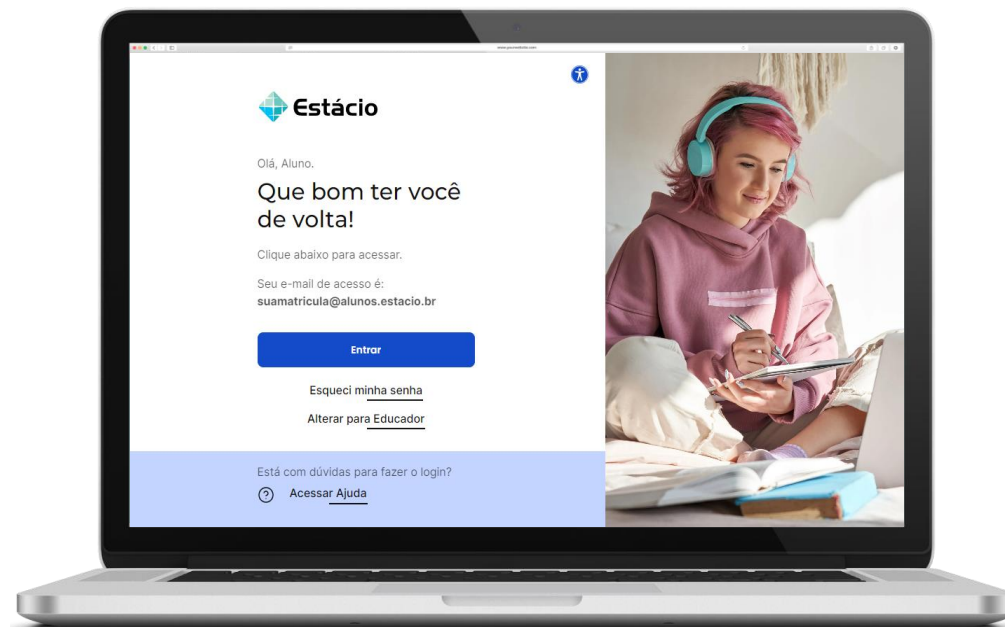 Estácio
Olá, Aluno.
Que bom ter você
de volta!
Clique abaixo para acessar.
Seu e-mail de acesso é:
suamatricula@alunos.estacio.br
Entrar
Esqueci minha senha
Alterar para Educador
Está com dúvidas para fazer o login?
Acessar Ajuda